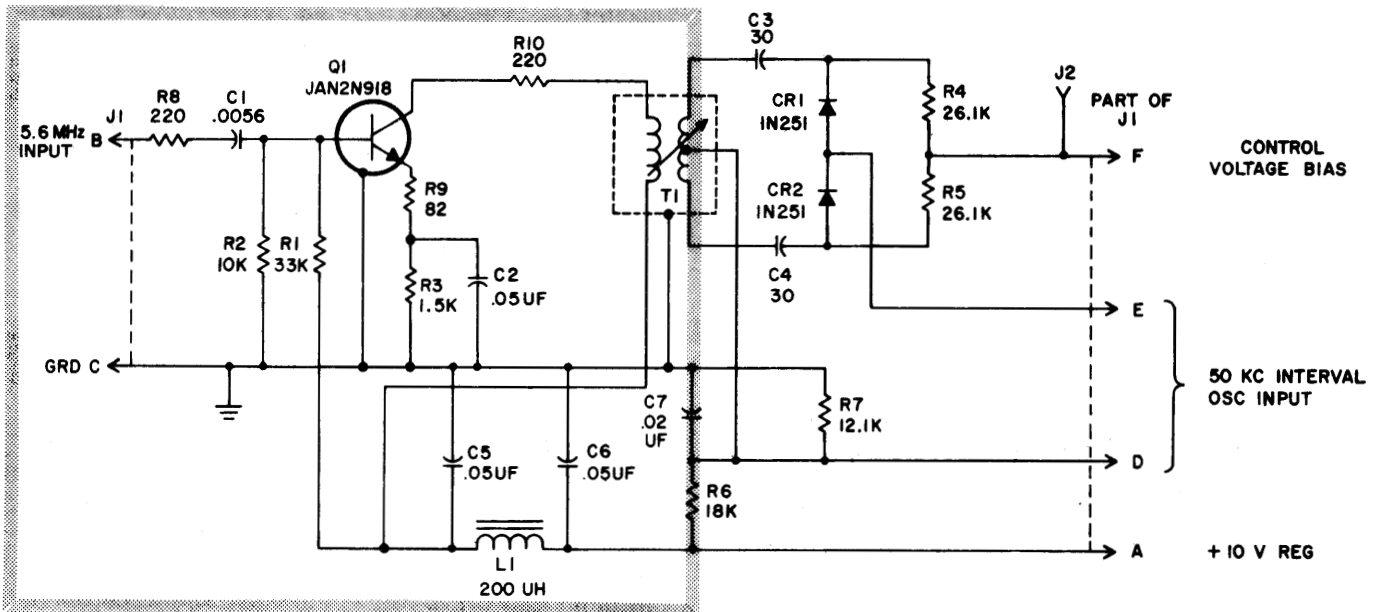 Q1
JAN2N918
R10
220
C3
30
J2
R8
220
C1
.0056
J1
5.6 MHz
INPUT
B
CR1
1N251
R4
26.1K
PART OF
J1
F
CONTROL
VOLTAGE BIAS
R9
82
T1
CR2
1N251
R5
26.1K
R2
10K
R1
33K
R3
1.5K
C2
.05UF
C4
30
E
GRD C
50 KC INTERVAL
OSC INPUT
C7
.02
UF
R7
12.1K
C5
.05UF
C6
.05UF
D
R6
18K
L1
200 UH
A
+10 V REG